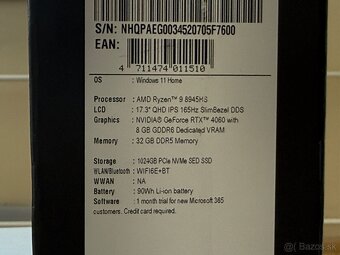 S/N: NHQPAEG0034520705F7600
EAN:
4 711474 011510
OS : Windows 11 Home
Processor : AMD Ryzen™ 9 8945HS
LCD : 17.3" QHD IPS 165Hz SlimBezel DDS
Graphics : NVIDIA® GeForce RTX™ 4060 with
8 GB GDDR6 Dedicated VRAM
Memory : 32 GB DDR5 Memory
Storage : 1024GB PCIe NVMe SED SSD
WLAN/Bluetooth : WIFI6E+BT
WWAN : NA
Battery : 90Wh Li-ion battery
Software : 1 month trial for new Microsoft 365
customers. Credit card required.
Bazos.sk